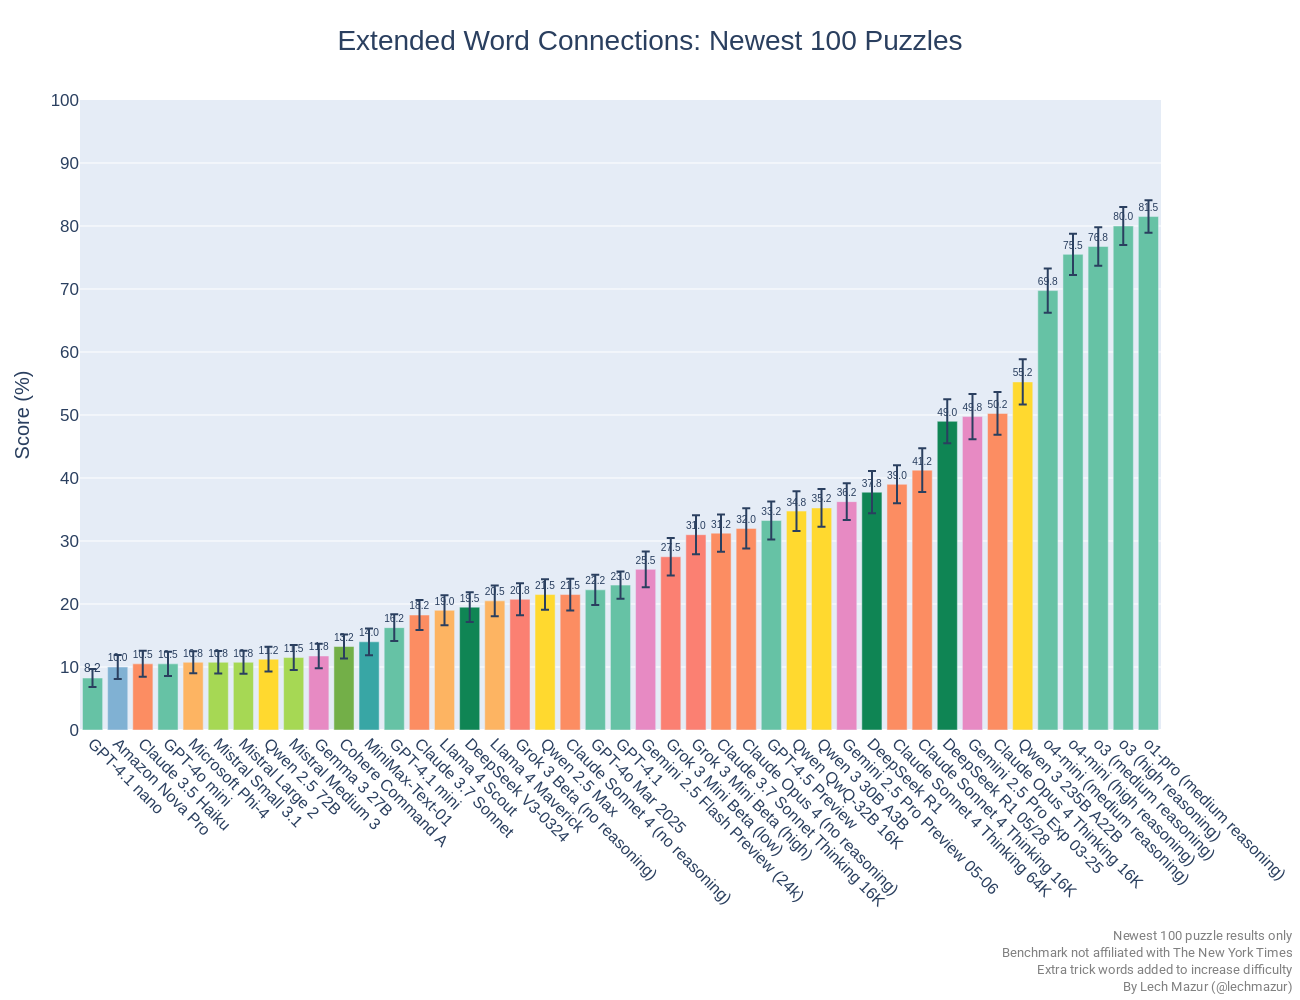 Extended Word Connections: Newest 100 Puzzles
Score (%)
100
90
80
70
60
50
40
30
20
10
0
8.2
10.0
10.5
10.5
10.8
10.8
10.8
11.2
11.5
11.8
13.2
14.0
16.2
18.2
19.0
19.5
20.5
20.8
21.5
21.5
22.2
23.0
25.5
27.5
31.0
31.2
32.0
33.2
34.8
35.2
36.2
37.8
39.0
41.2
49.0
49.8
50.2
55.2
69.8
75.5
76.8
80.0
81.5
GPT-4.1 nano
Amazon Nova Pro
Claude 3.5 Haiku
GPT-4o mini
Microsoft Phi-4
Mistral Small 3.1
Mistral Large 2
Qwen 2.5 72B
Mistral Medium 3
Gemma 3 27B
Cohere Command A
MiniMax-Text-01
GPT-4.1 mini
Claude 3.7 Sonnet
Llama 4 Scout
DeepSeek V3-0324
Llama 4 Maverick
Grok 3 Beta (no reasoning)
Qwen 2.5 Max
Claude Sonnet 4 (no reasoning)
GPT-4o Mar 2025
GPT-4.1
Gemini 2.5 Flash Preview (24k)
Grok 3 Mini Beta (low)
Grok 3 Mini Beta (high)
Claude 3.7 Sonnet Thinking 16K
Claude Opus 4 (no reasoning)
GPT-4.5 Preview
Qwen QwQ-32B 16K
Qwen 3 30B A3B
Gemini 2.5 Pro Preview 05-06
DeepSeek R1
Claude Sonnet 4 Thinking 64K
Claude Sonnet 4 Thinking 16K
DeepSeek R1 05/28
Gemini 2.5 Pro Exp 03-25
Claude Opus 4 Thinking 16K
Qwen 3 235B A22B
o4-mini (medium reasoning)
o4-mini (high reasoning)
o3 (medium reasoning)
o3 (high reasoning)
o1-pro (medium reasoning)
Newest 100 puzzle results only
Benchmark not affiliated with The New York Times
Extra trick words added to increase difficulty
By Lech Mazur (@lechmazur)